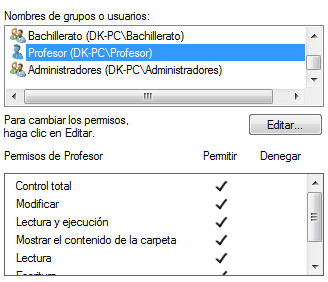 Nombres de grupos o usuarios:
Bachillerato (DK-PC\Bachillerato)
Profesor (DK-PC\Profesor)
Administradores (DK-PC\Administradores)
Para cambiar los permisos,
haga clic en Editar.
Editar...
Permisos de Profesor Permitir Denegar
Control total
Modificar
Lectura y ejecución
Mostrar el contenido de la carpeta
Lectura
Escritura